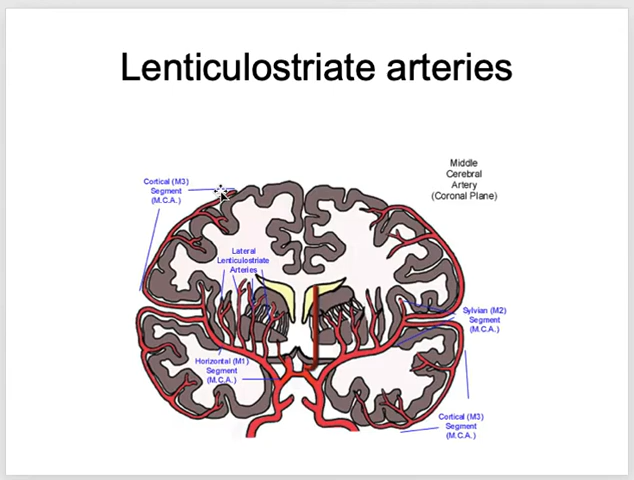 Lenticulostriate arteries
Middle
Cerebral
Artery
(Coronal Plane)
Cortical (M3)
Segment
(M.C.A.)
Lateral
Lenticulostriate
Arteries
Sylvian (M2)
Segment
(M.C.A.)
Horizontal (M1)
Segment
(M.C.A.)
Cortical (M3)
Segment
(M.C.A.)